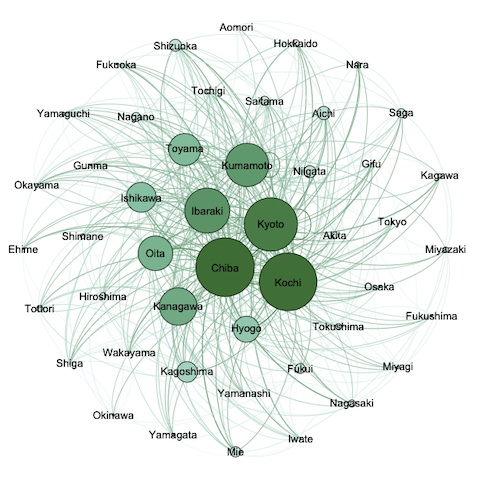 Aomori
Hokkaido
Shizuoka
Fukuoka
Nara
Tochigi
Saitama
Yamaguchi
Nagano
Aichi
Saga
Toyama
Kumamoto
Gunma
Gifu
Niigata
Kagawa
Okayama
Ishikawa
Ibaraki
Kyoto
Tokyo
Shimane
Akita
Ehime
Oita
Miyazaki
Chiba
Kochi
Osaka
Hiroshima
Tottori
Kanagawa
Fukushima
Hyogo
Tokushima
Wakayama
Shiga
Kagoshima
Fukui
Miyagi
Yamanashi
Nagasaki
Okinawa
Yamagata
Iwate
Mie